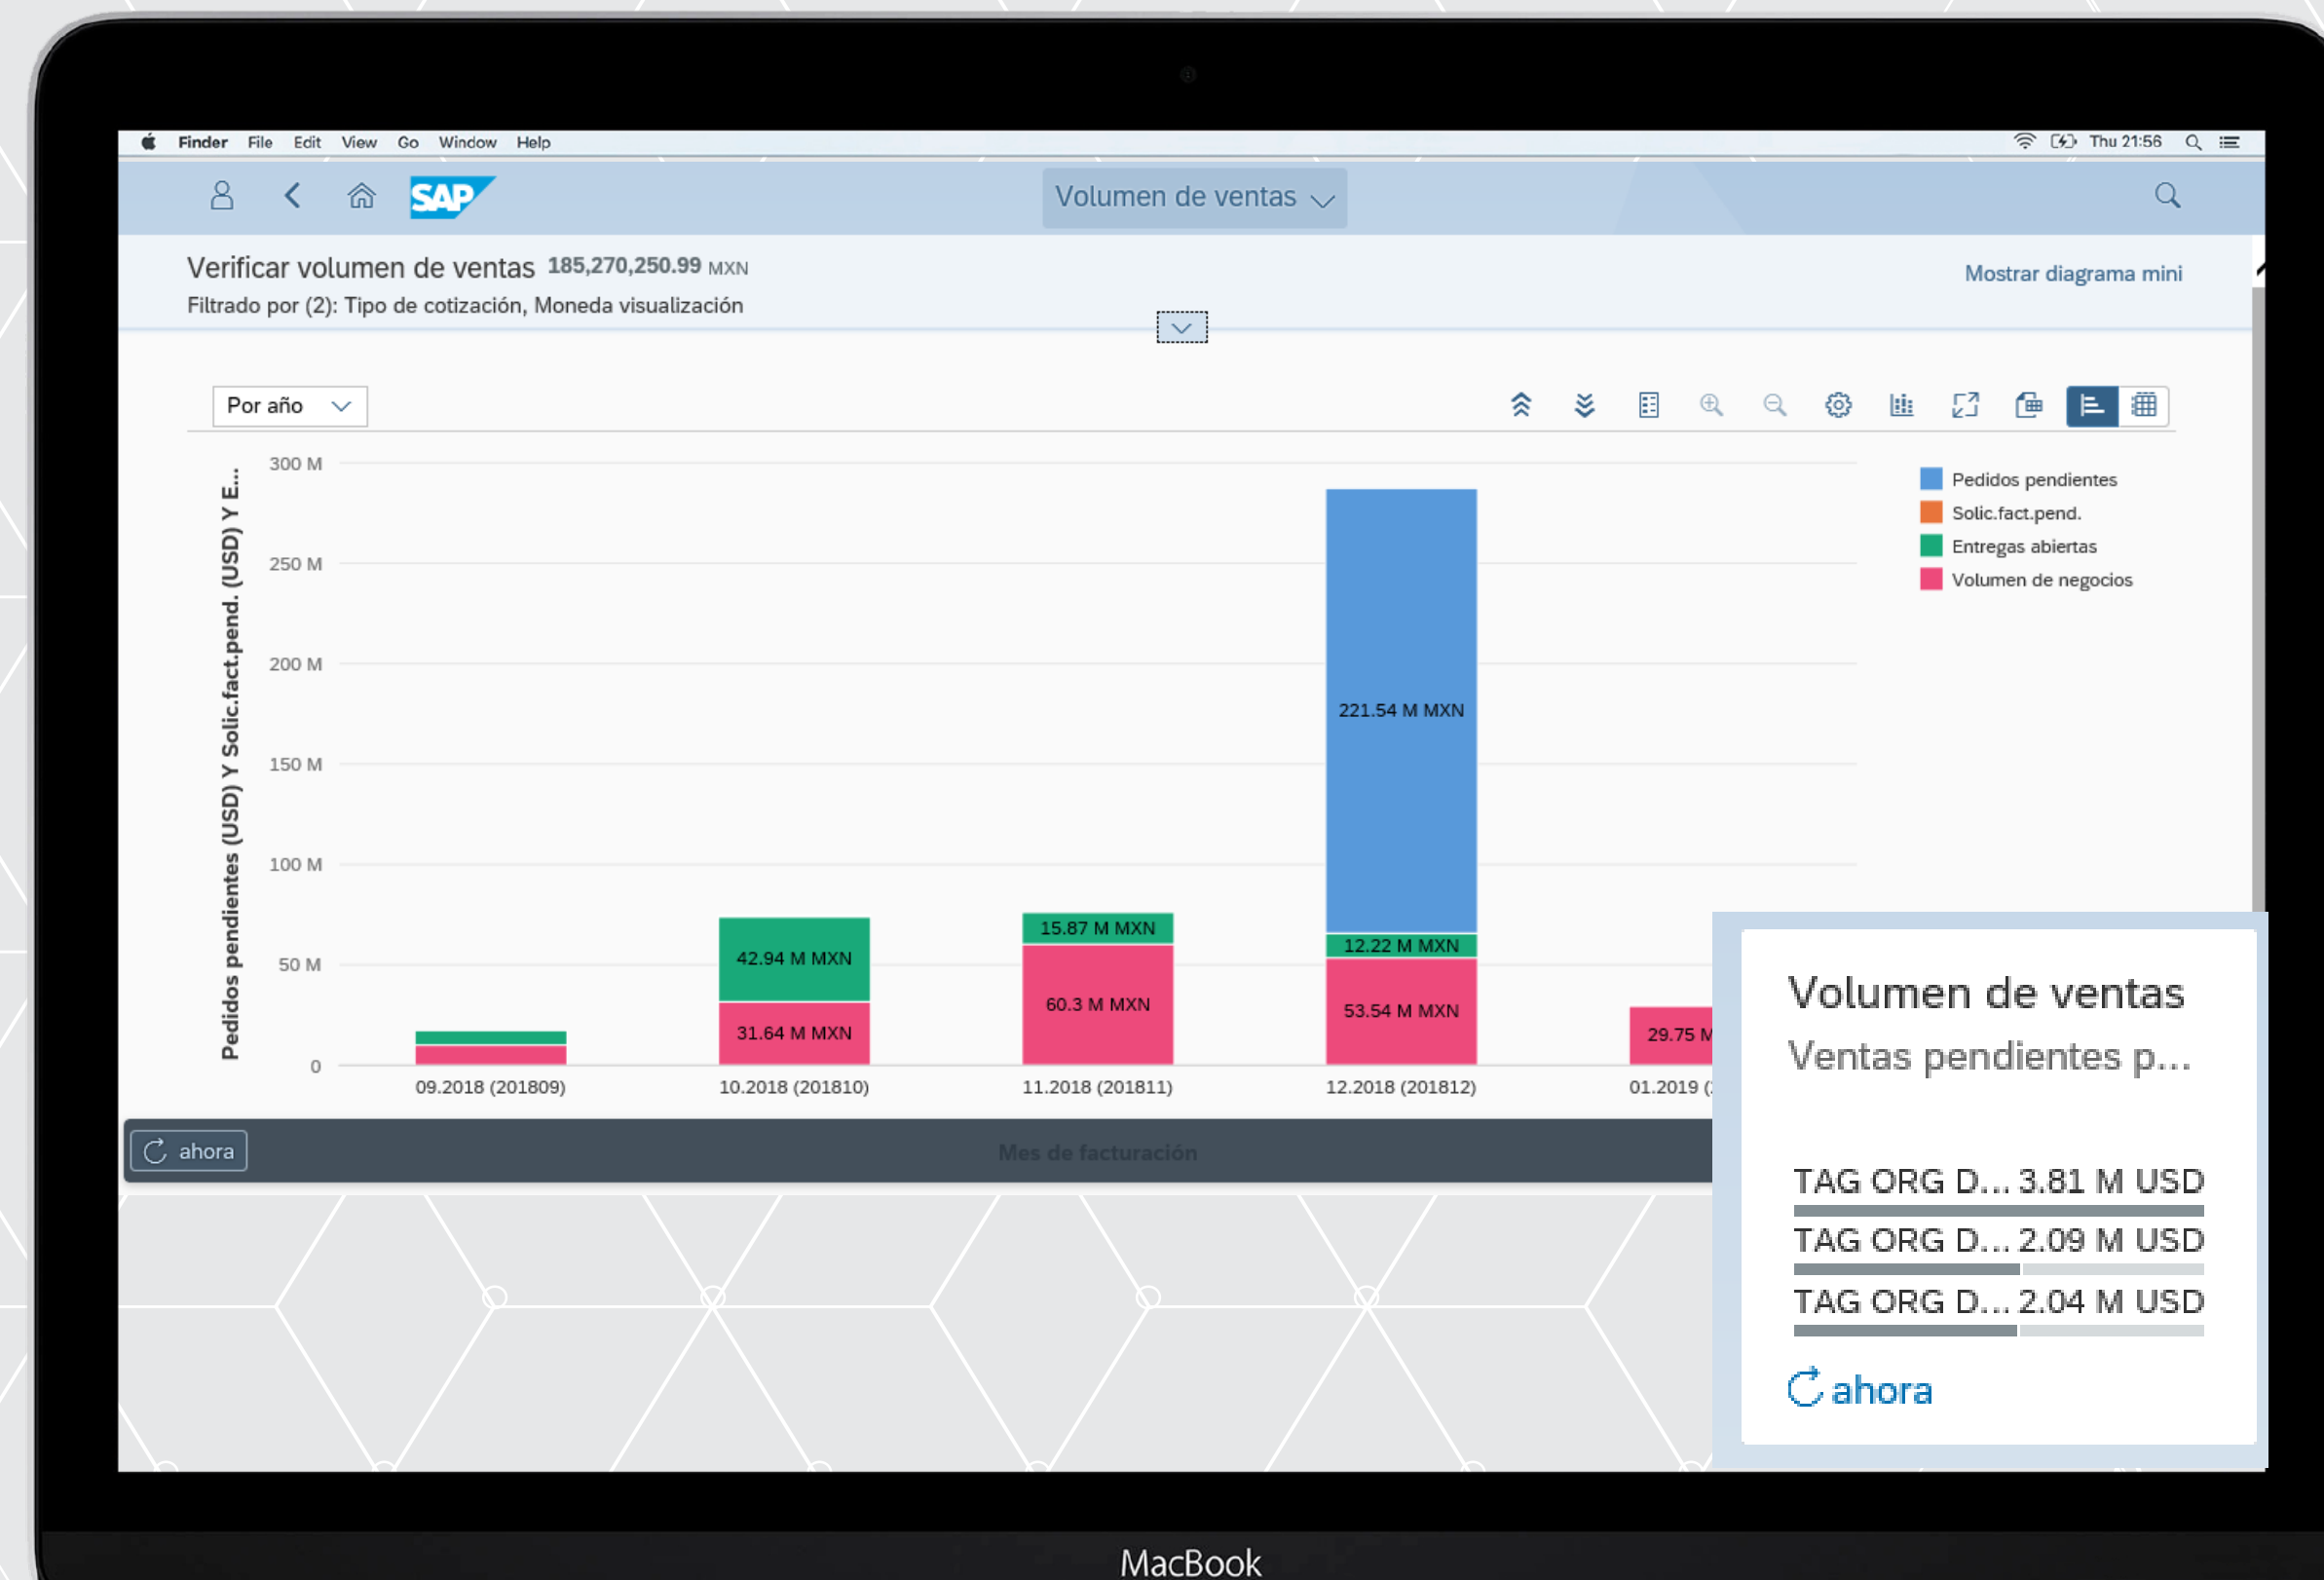 Finder File Edit View Go Window Help
Thu 21:56
SAP
Volumen de ventas
Verificar volumen de ventas 185,270,250.99 MXN
Mostrar diagrama mini
Filtrado por (2): Tipo de cotización, Moneda visualización
Por año
Pedidos pendientes (USD) Y Solic.fact.pend. (USD) Y E...
300 M
250 M
200 M
150 M
100 M
50 M
0
Pedidos pendientes
Solic.fact.pend.
Entregas abiertas
Volumen de negocios
42.94 M MXN
31.64 M MXN
15.87 M MXN
60.3 M MXN
221.54 M MXN
12.22 M MXN
53.54 M MXN
29.75 M
09.2018 (201809)
10.2018 (201810)
11.2018 (201811)
12.2018 (201812)
01.2019 (
ahora
Mes de facturación
Volumen de ventas
Ventas pendientes p...
TAG ORG D... 3.81 M USD
TAG ORG D... 2.09 M USD
TAG ORG D... 2.04 M USD
ahora
MacBook